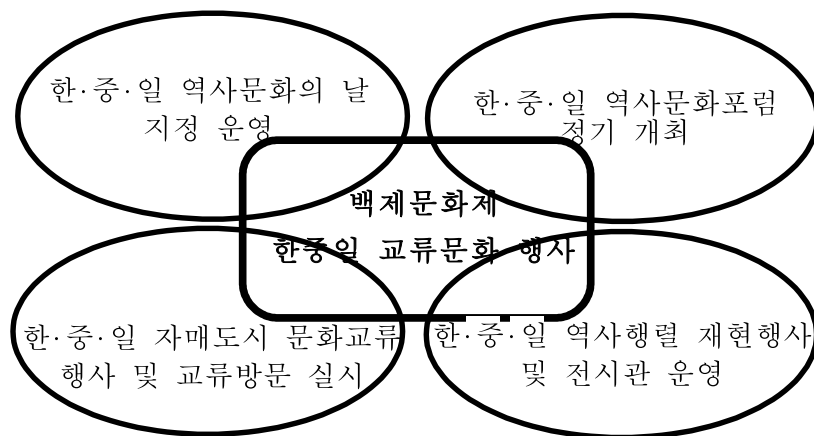 한·중·일 역사문화의 날
지정 운영
한·중·일 역사문화포럼
정기 개최
백제문화제
한중일 교류문화 행사
한·중·일 자매도시 문화교류
행사 및 교류방문 실시
한·중·일 역사행렬 재현행사
및 전시관 운영